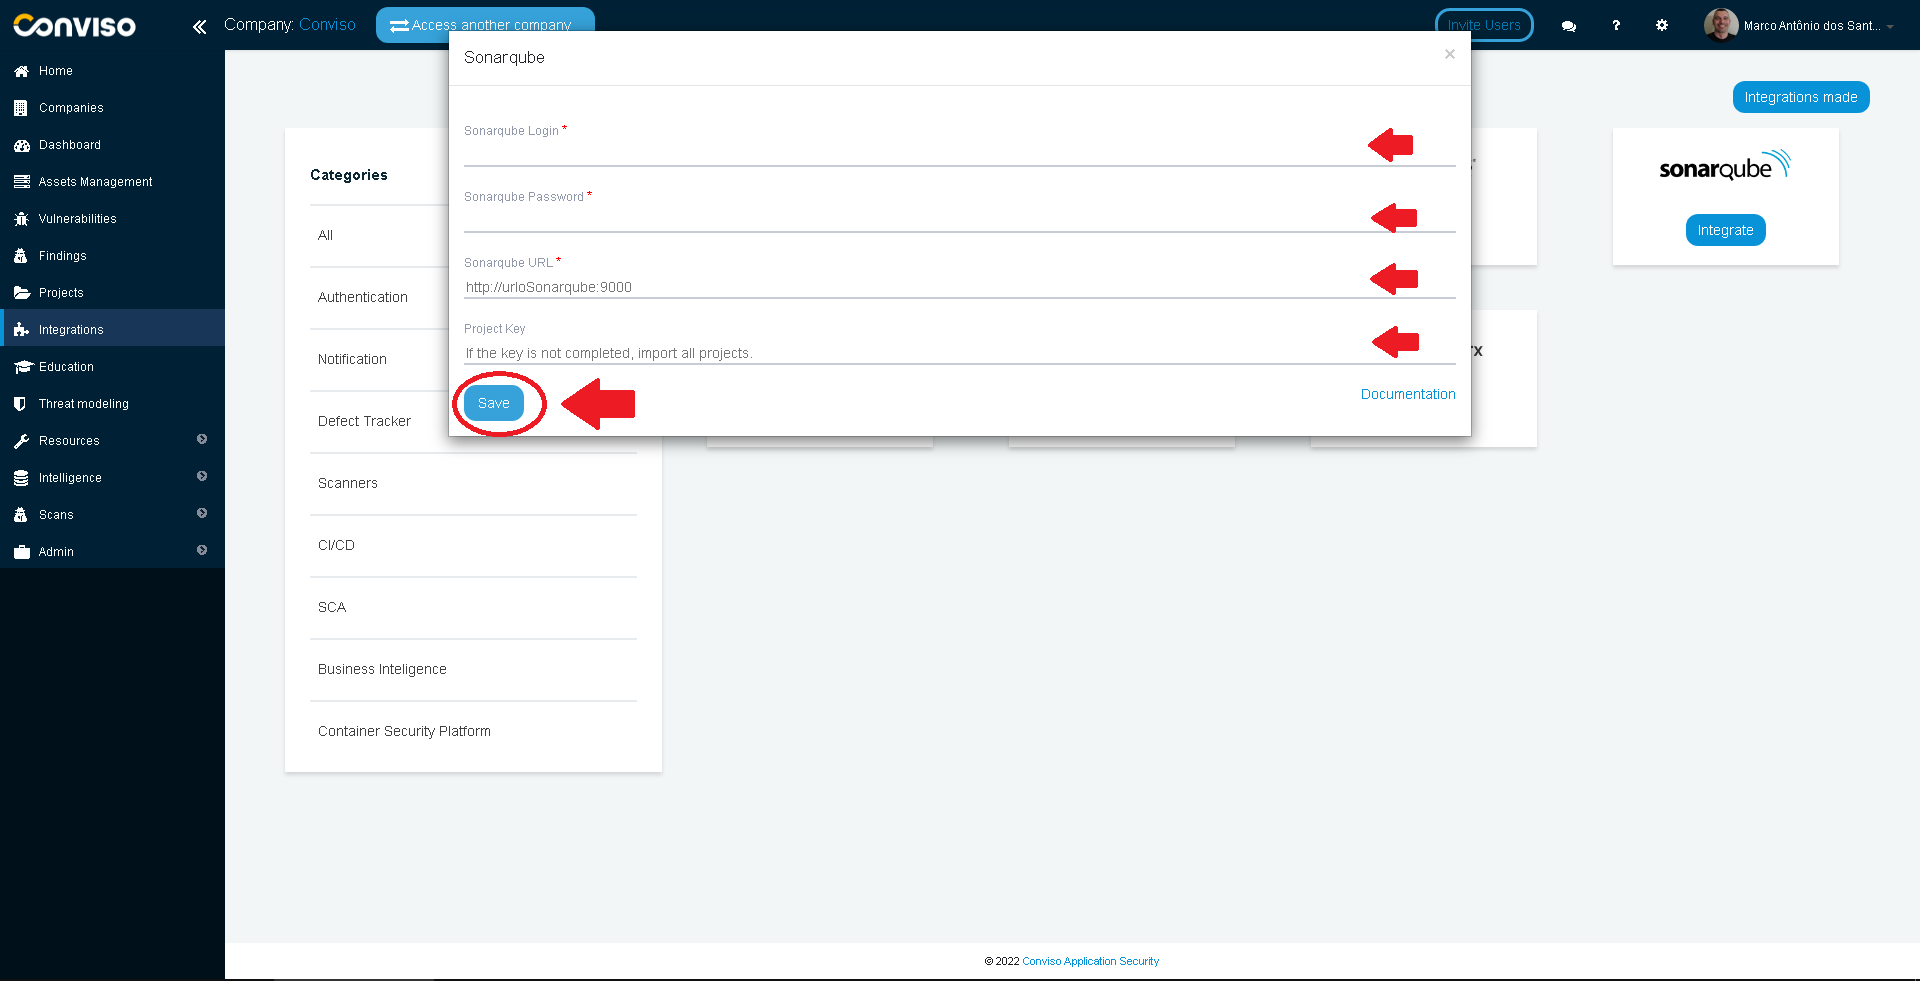 Conviso
Company: Conviso
Access another company
Invite Users
?
Marco Antônio dos Sant...
Home
Companies
Dashboard
Assets Management
Vulnerabilities
Findings
Projects
Integrations
Education
Threat modeling
Resources
Intelligence
Scans
Admin
Integrations made
Categories
All
Authentication
Notification
Defect Tracker
Scanners
CI/CD
SCA
Business Inteligence
Container Security Platform
Sonarqube
×
Sonarqube Login *
Sonarqube Password *
Sonarqube URL *
http://urloSonarqube:9000
Project Key
If the key is not completed, import all projects.
Save
Documentation
sonarqube
Integrate
© 2022 Conviso Application Security